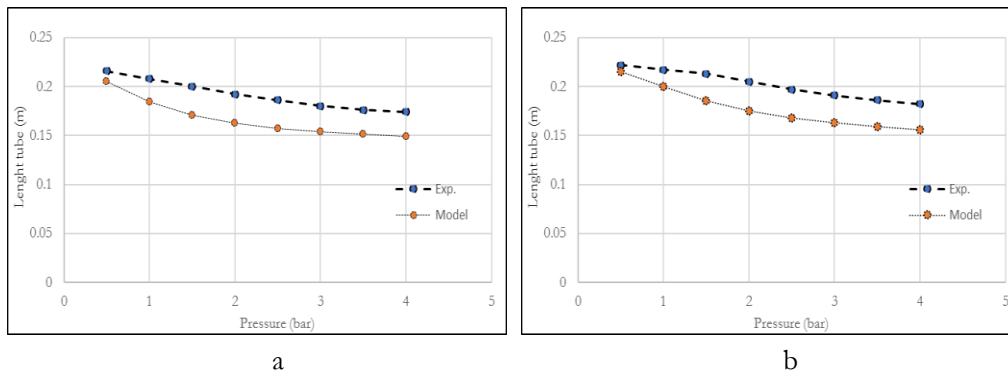 0.25
0.2
0.15
0.1
0.05
0
Lenght tube (m)
0 1 2 3 4 5
Pressure (bar)
Exp.
Model
a
0.25
0.2
0.15
0.1
0.05
0
Lenght tube (m)
0 1 2 3 4 5
Pressure (bar)
Exp.
Model
b